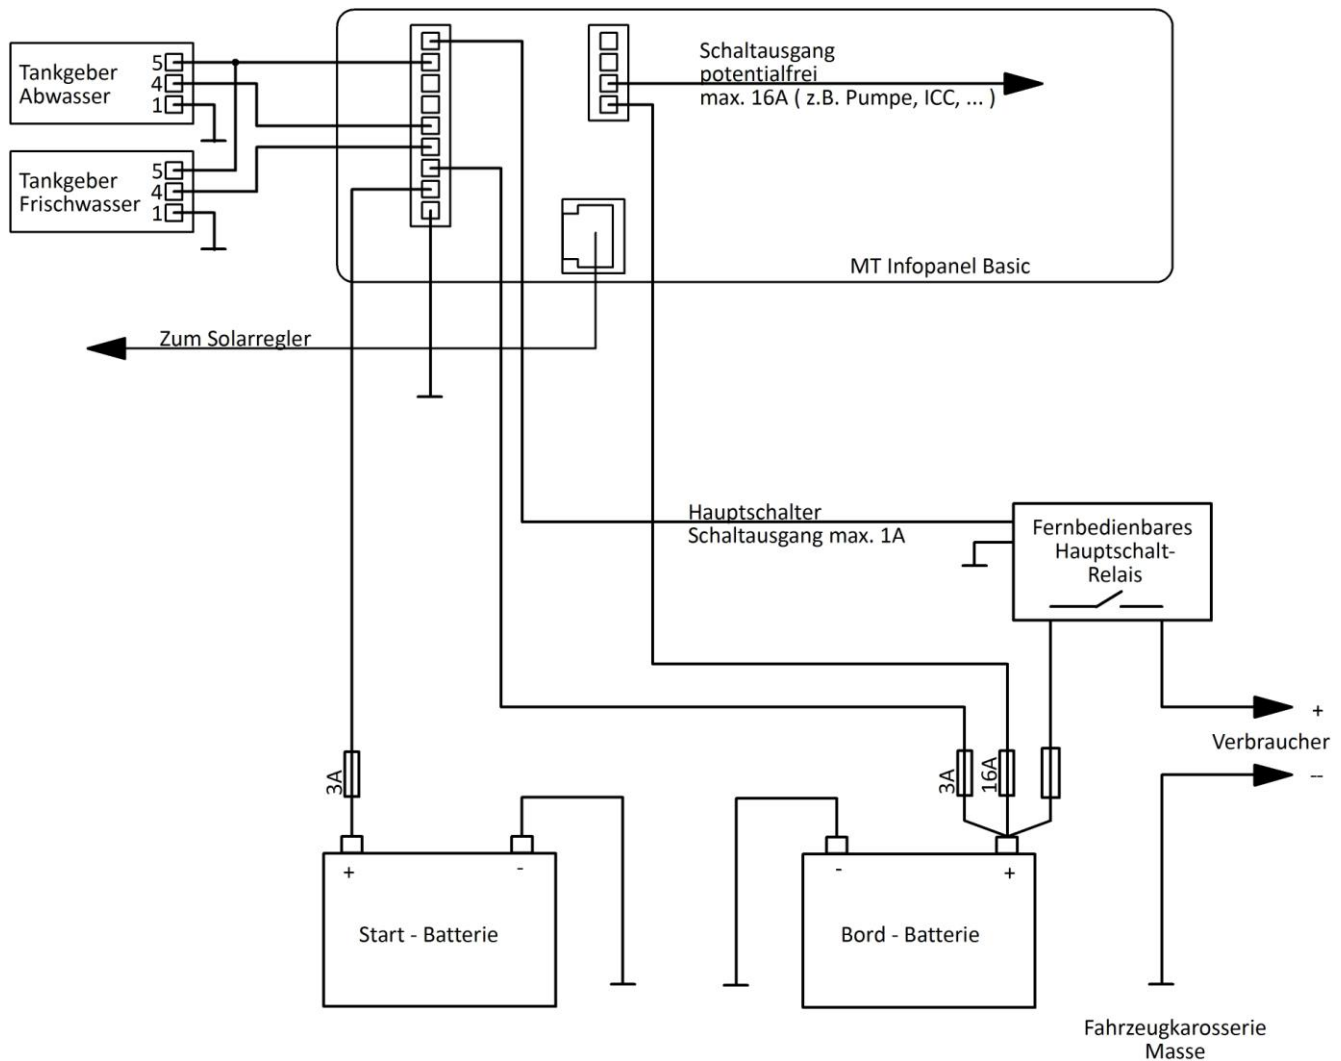 Tankgeber
Abwasser
5
4
1
Tankgeber
Frischwasser
5
4
1
Schaltausgang
potentialfrei
max. 16A ( z.B. Pumpe, ICC, ... )
MT Infopanel Basic
Zum Solarregler
Hauptschalter
Schaltausgang max. 1A
Fernbedienbares
Hauptschalt-
Relais
+
Verbraucher
--
3A
3A
16A
+
-
Start - Batterie
-
+
Bord - Batterie
Fahrzeugkarosserie
Masse